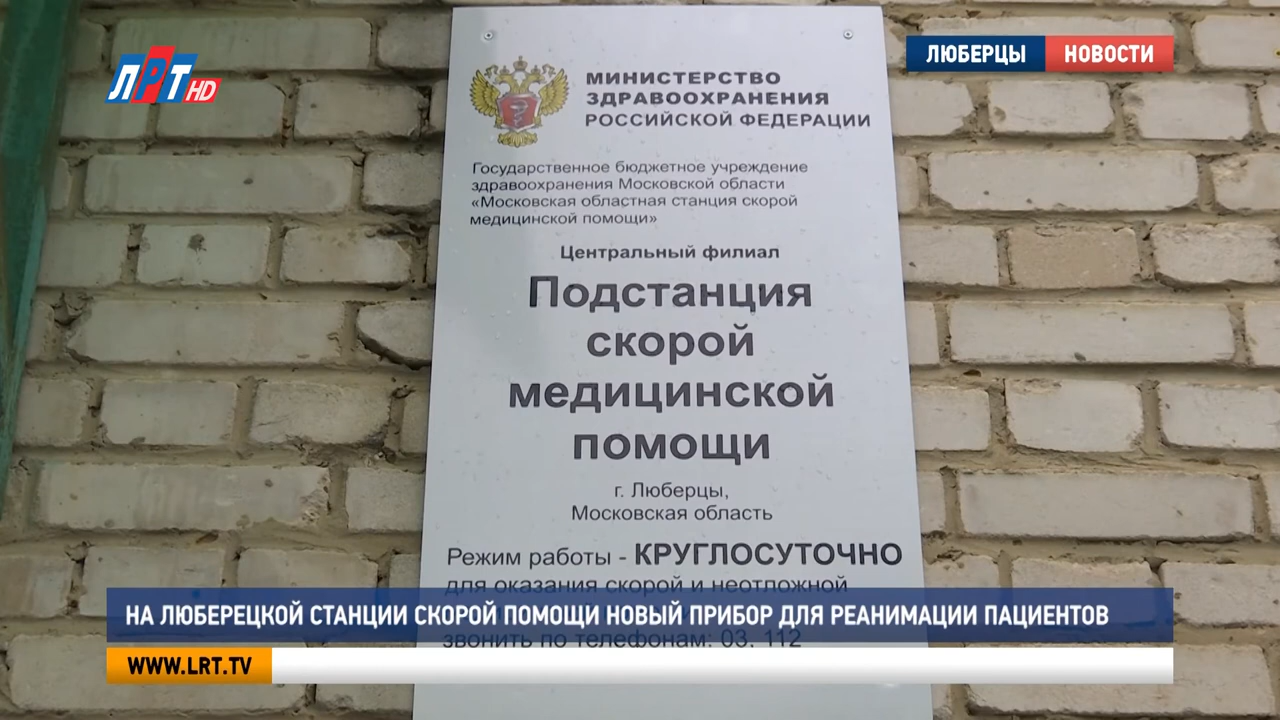 ЛРТ HD
ЛЮБЕРЦЫ НОВОСТИ
МИНИСТЕРСТВО
ЗДРАВООХРАНЕНИЯ
РОССИЙСКОЙ ФЕДЕРАЦИИ
Государственное бюджетное учреждение
здравоохранения Московской области
«Московская областная станция скорой
медицинской помощи»
Центральный филиал
Подстанция
скорой
медицинской
помощи
г. Люберцы,
Московская область
Режим работы - КРУГЛОСУТОЧНО
для оказания скорой и неотложной
НА ЛЮБЕРЕЦКОЙ СТАНЦИИ СКОРОЙ ПОМОЩИ НОВЫЙ ПРИБОР ДЛЯ РЕАНИМАЦИИ ПАЦИЕНТОВ
звонить по телефонам: 03, 112
WWW.LRT.TV